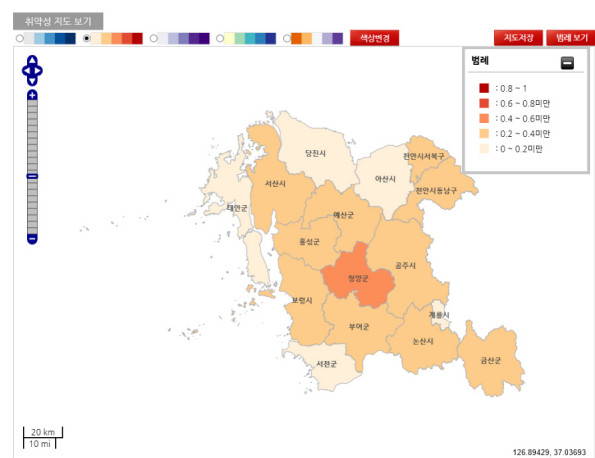 취약성 지도 보기
색상변경
지도저장
범례 보기
범례
: 0.8 ~ 1
: 0.6 ~ 0.8미만
: 0.4 ~ 0.6미만
: 0.2 ~ 0.4미만
: 0 ~ 0.2미만
당진시
천안시서북구
아산시
서산시
천안시동남구
태안군
예산군
홍성군
공주시
청양군
보령시
계룡시
부여군
논산시
서천군
금산군
20 km
10 mi
126.89429, 37.03693